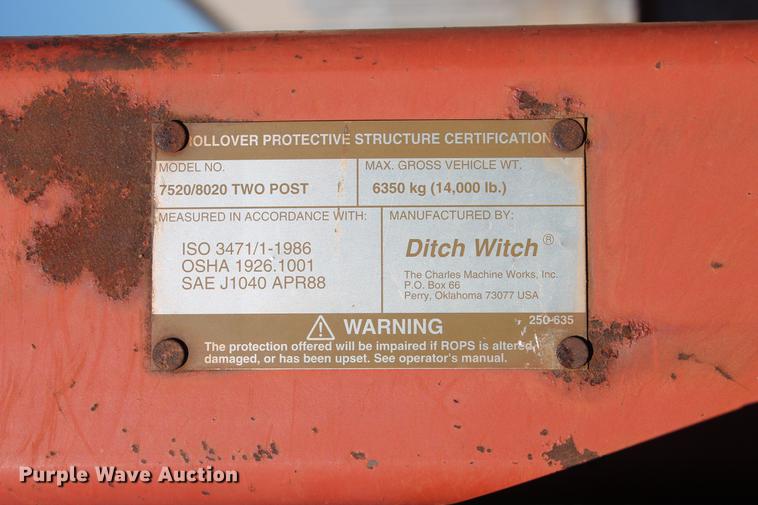 ROLLOVER PROTECTIVE STRUCTURE CERTIFICATION
MODEL NO.
7520/8020 TWO POST
MAX. GROSS VEHICLE WT.
6350 kg (14,000 lb.)
MEASURED IN ACCORDANCE WITH:
ISO 3471/1-1986
OSHA 1926.1001
SAE J1040 APR88
MANUFACTURED BY:
Ditch Witch®
The Charles Machine Works, Inc.
P.O. Box 66
Perry, Oklahoma 73077 USA
250-635
⚠ WARNING
The protection offered will be impaired if ROPS is altered,
damaged, or has been upset. See operator's manual.
Purple Wave Auction